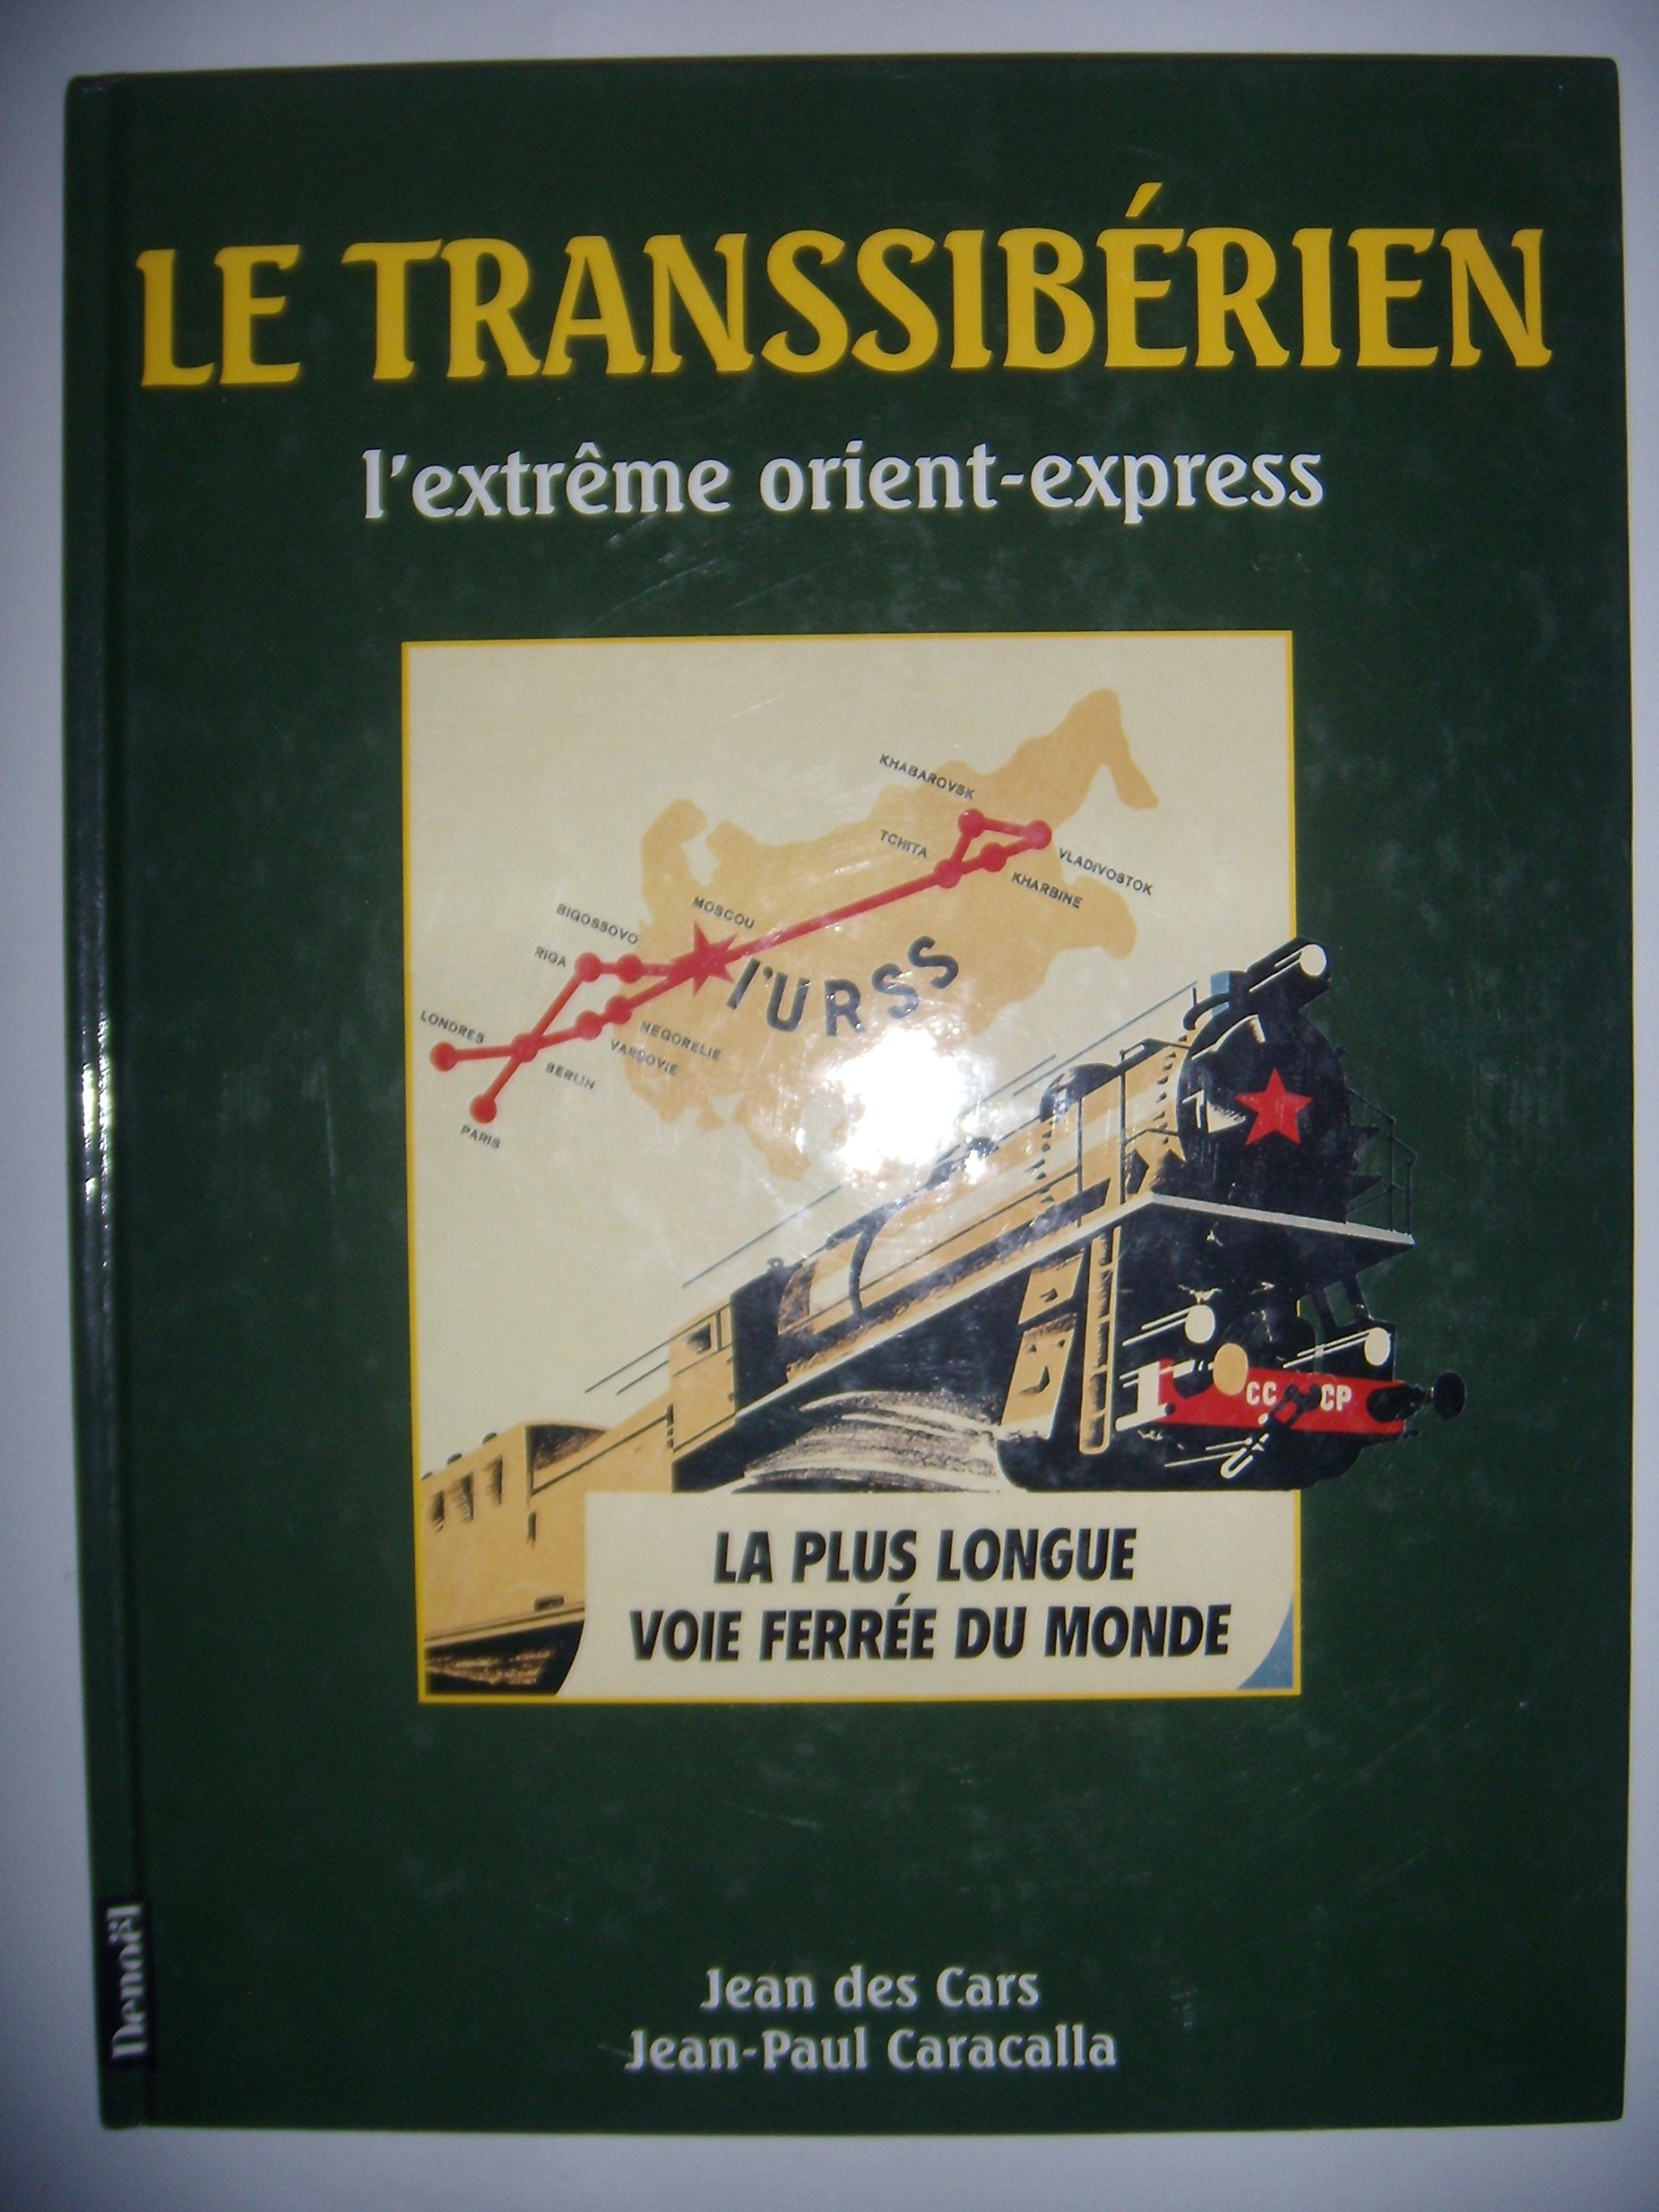 LE TRANSSIBÉRIEN
l'extrême orient-express
KHABAROVSK
TCHITA
VLADIVOSTOK
KHARBINE
MOSCOU
BIGOSSOVO
RIGA
l'URSS
LONDRES
NEGORELIE
VARSOVIE
BERLIN
PARIS
1
CC CP
LA PLUS LONGUE
VOIE FERRÉE DU MONDE
Jean des Cars
Jean-Paul Caracalla
Denoël